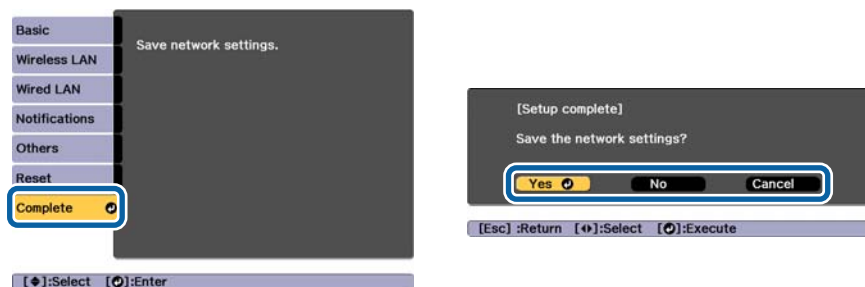 Basic
Save network settings.
Wireless LAN
Wired LAN
Notifications
Others
Reset
Complete
[◆]:Select [↵]:Enter
[Setup complete]
Save the network settings?
Yes No Cancel
[Esc] :Return [◀▶]:Select [↵]:Execute